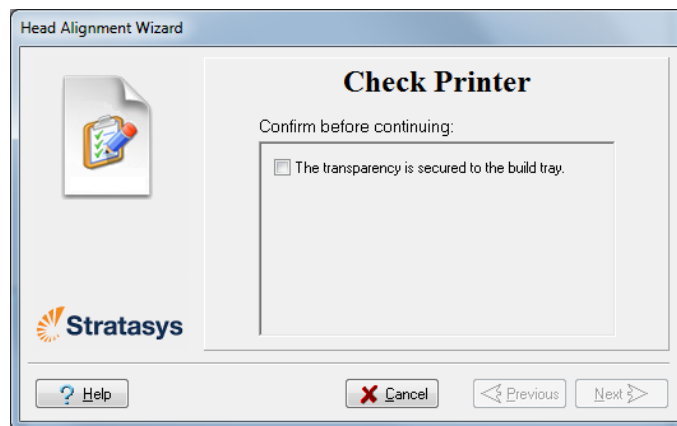 Head Alignment Wizard
Check Printer
Confirm before continuing:
The transparency is secured to the build tray.
Stratasys
? Help
Cancel
Previous
Next